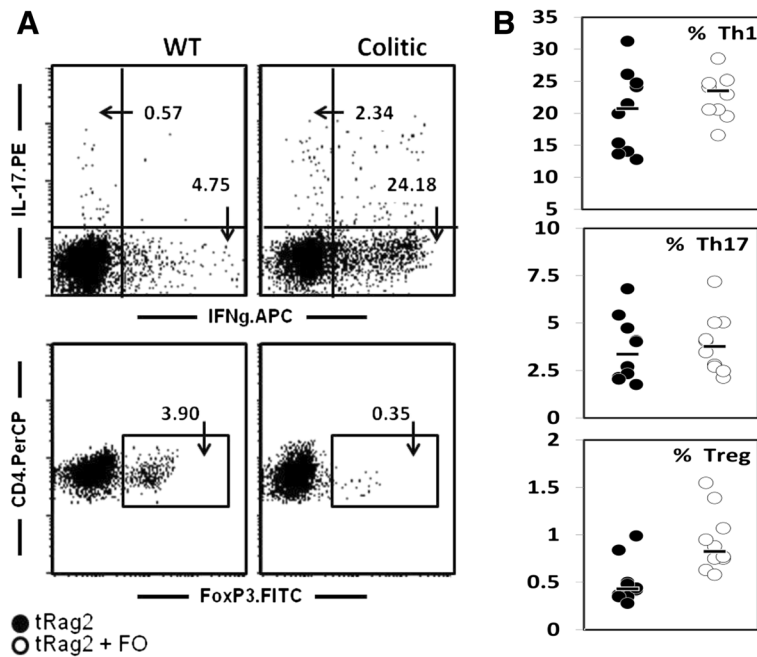 A
WT
Colitic
IL-17.PE
0.57
2.34
4.75
24.18
IFNg.APC
CD4.PerCP
3.90
0.35
FoxP3.FITC
tRag2
tRag2 + FO
B
% Th1
35
30
25
20
15
10
5
% Th17
10
7.5
5
2.5
0
% Treg
2
1.5
1
0.5
0